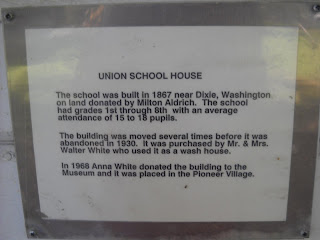 UNION SCHOOL HOUSE
The school was built in 1867 near Dixie, Washington
on land donated by Milton Aldrich. The school
had grades 1st through 8th with an average
attendance of 15 to 18 pupils.
The building was moved several times before it was
abandoned in 1930. It was purchased by Mr. & Mrs.
Walter White who used it as a wash house.
In 1968 Anna White donated the building to the
Museum and it was placed in the Pioneer Village.